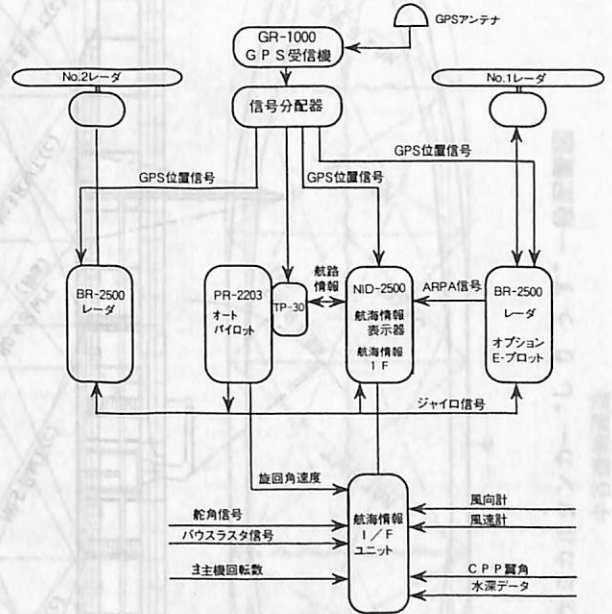 GPSアンテナ
GR-1000
GPS受信機
No.2レーダ
No.1レーダ
信号分配器
GPS位置信号
GPS位置信号
GPS位置信号
BR-2500
レーダ
PR-2203
オート
パイロット
TP-30
航路
情報
NID-2500
航海情報
表示器
航海情報
IF
ARPA信号
BR-2500
レーダ
オプション
E-プロット
ジャイロ信号
旋回角速度
舵角信号
バウスラスタ信号
主機回転数
航海情報
I/F
ユニット
風向計
風速計
CPP翼角
水深データ